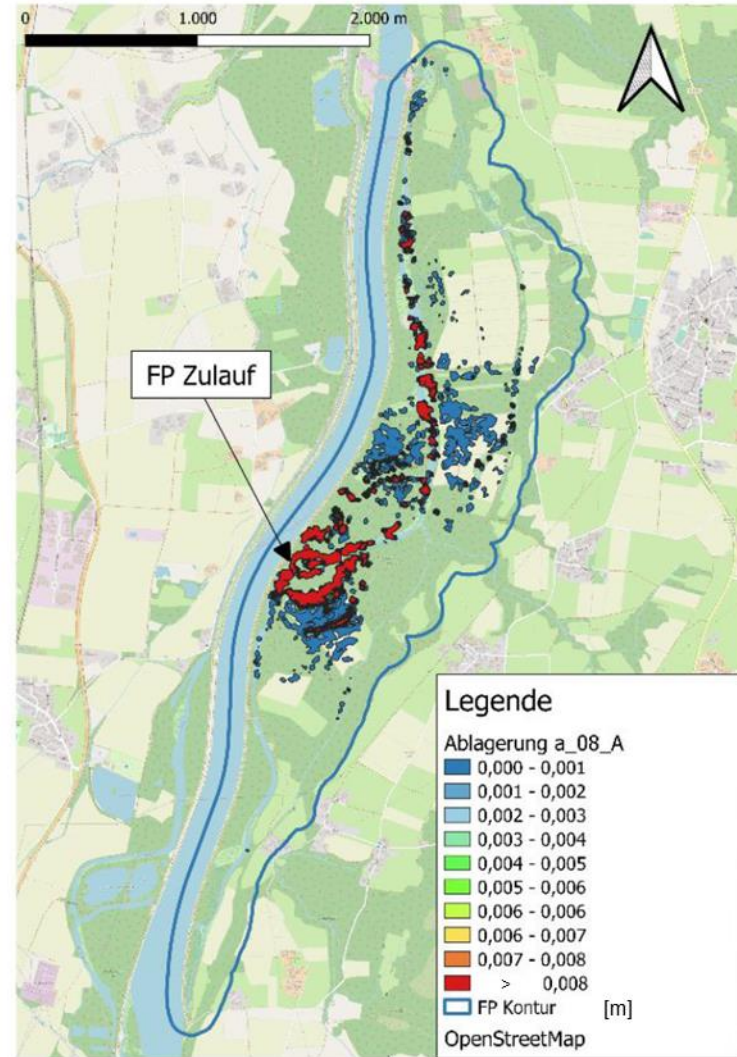 0 1.000 2.000 m
FP Zulauf
Legende
Ablagerung a_08_A
0,000 - 0,001
0,001 - 0,002
0,002 - 0,003
0,003 - 0,004
0,004 - 0,005
0,005 - 0,006
0,006 - 0,006
0,006 - 0,007
0,007 - 0,008
> 0,008
FP Kontur [m]
OpenStreetMap